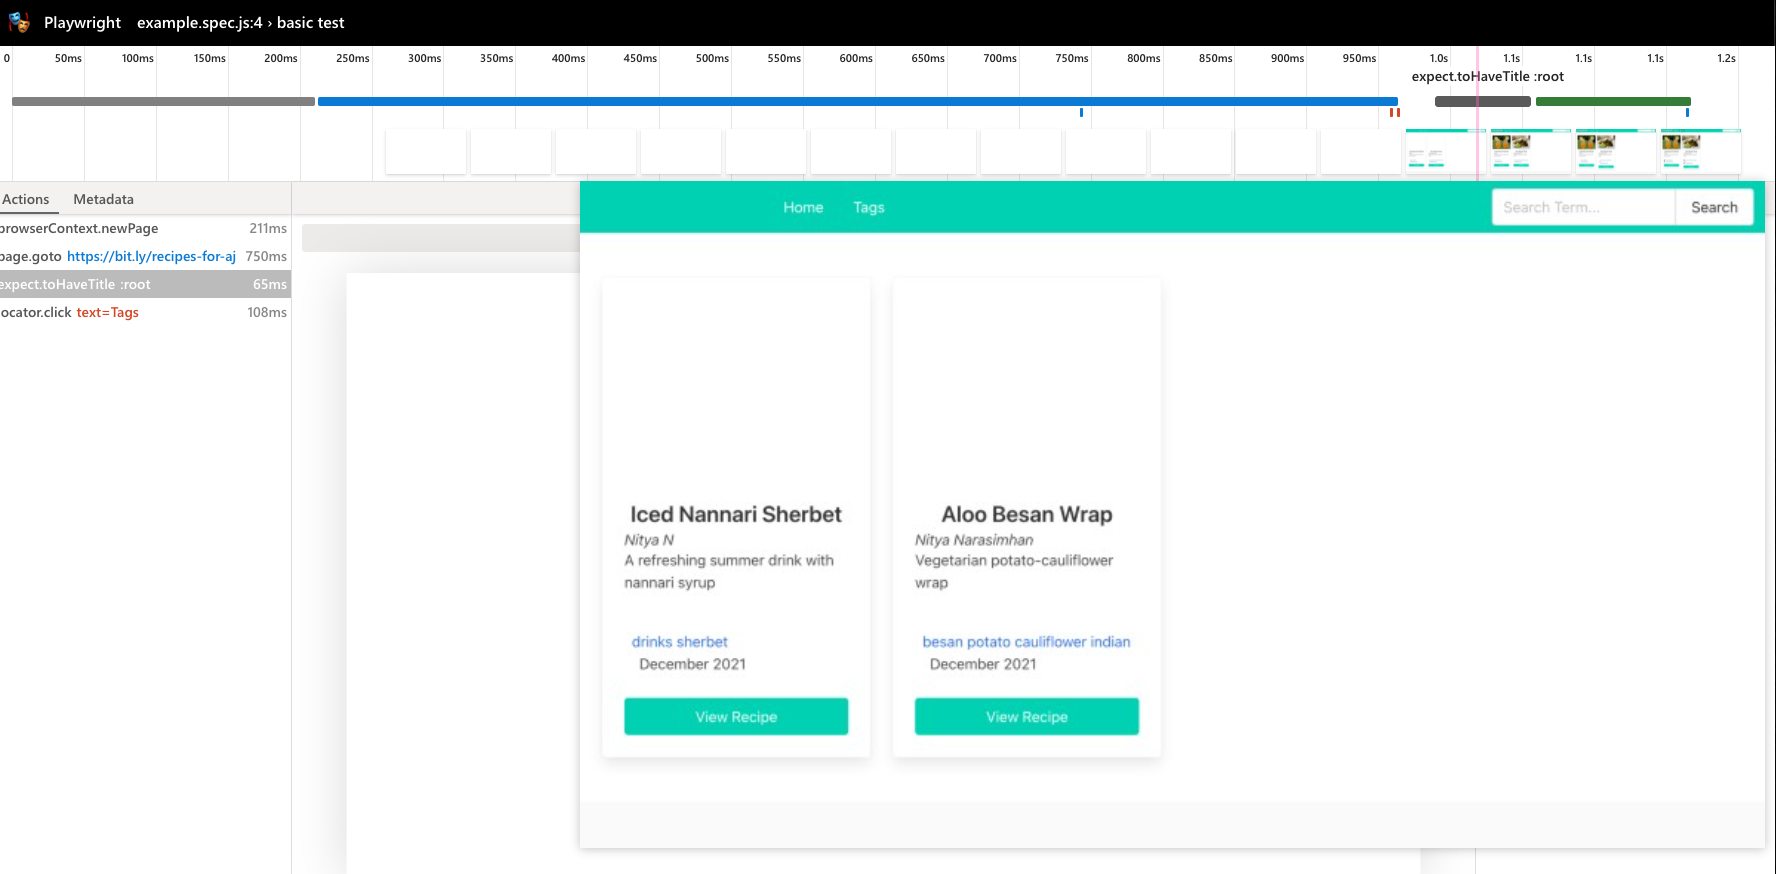 Playwright example.spec.js:4 › basic test
0 50ms 100ms 150ms 200ms 250ms 300ms 350ms 400ms 450ms 500ms 550ms 600ms 650ms 700ms 750ms 800ms 850ms 900ms 950ms 1.0s 1.1s 1.1s 1.1s 1.2s
expect.toHaveTitle :root
Actions Metadata
browserContext.newPage 211ms
page.goto https://bit.ly/recipes-for-aj 750ms
expect.toHaveTitle :root 65ms
ocator.click text=Tags 108ms
Home Tags Search Term... Search
Iced Nannari Sherbet
Nitya N
A refreshing summer drink with
nannari syrup
drinks sherbet
December 2021
View Recipe
Aloo Besan Wrap
Nitya Narasimhan
Vegetarian potato-cauliflower
wrap
besan potato cauliflower indian
December 2021
View Recipe